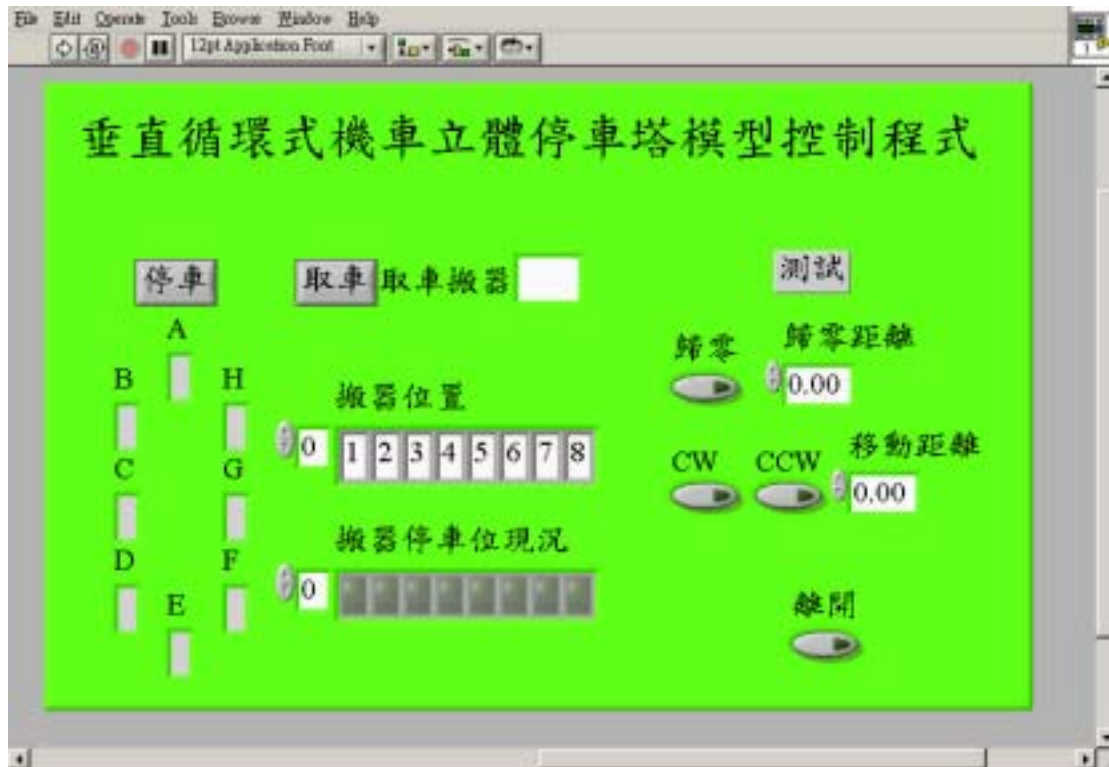 File Edit Operate Tools Browse Window Help
12pt Application Font
1
垂直循環式機車立體停車塔模型控制程式
停車 取車 取車搬器 測試
A
歸零 歸零距離
B H
搬器位置
0.00
0 1 2 3 4 5 6 7 8
C G
CW CCW 移動距離
0.00
搬器停車位現況
D F
0
E
離開